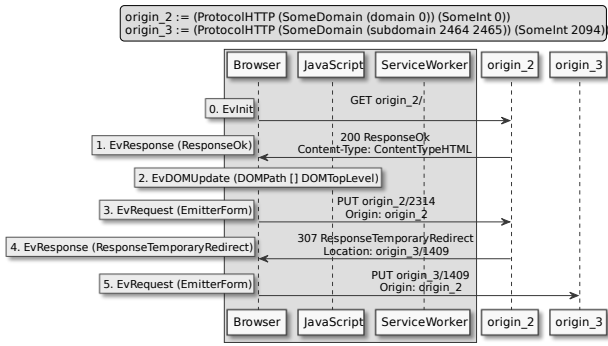 origin_2 := (ProtocolHTTP (SomeDomain (domain 0)) (SomeInt 0))
origin_3 := (ProtocolHTTP (SomeDomain (subdomain 2464 2465)) (SomeInt 2094))
Browser JavaScript ServiceWorker origin_2 origin_3
0. EvInit
GET origin_2/
1. EvResponse (ResponseOk)
200 ResponseOk
Content-Type: ContentTypeHTML
2. EvDOMUpdate (DOMPath [] DOMTopLevel)
3. EvRequest (EmitterForm)
PUT origin_2/2314
Origin: origin_2
4. EvResponse (ResponseTemporaryRedirect)
307 ResponseTemporaryRedirect
Location: origin_3/1409
5. EvRequest (EmitterForm)
PUT origin_3/1409
Origin: origin_2
Browser JavaScript ServiceWorker origin_2 origin_3